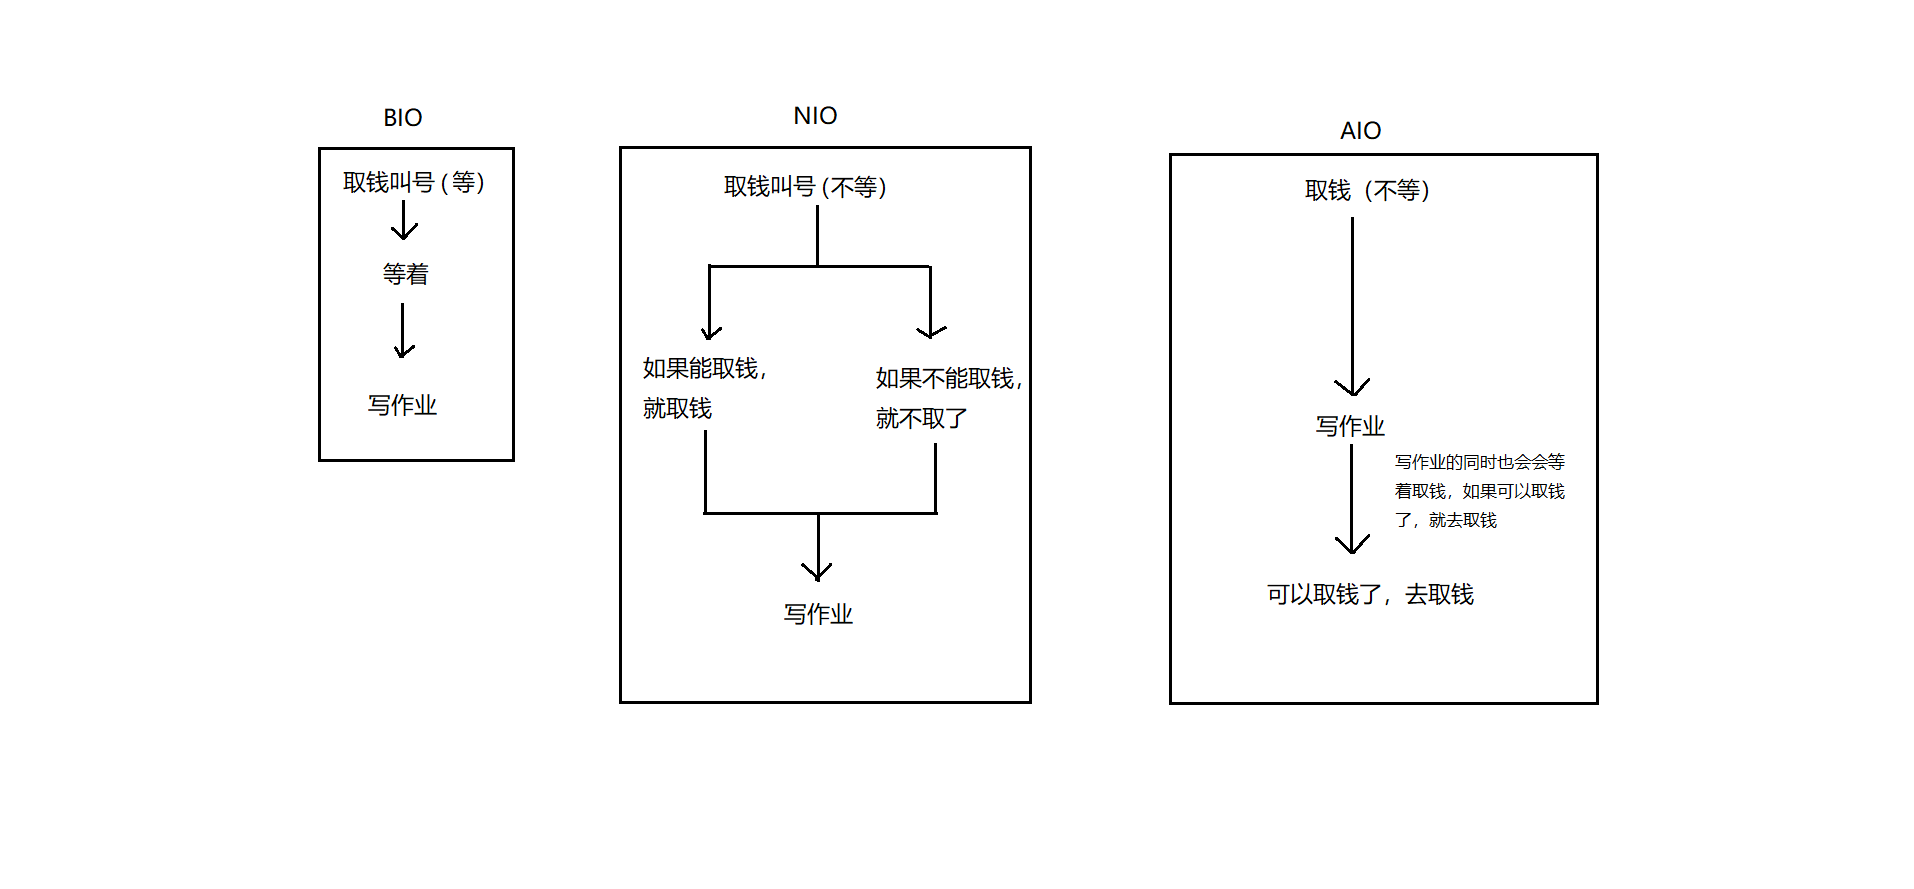 BIO
取钱叫号(等)
等着
写作业
NIO
取钱叫号(不等)
如果能取钱，
就取钱
如果不能取钱，
就不取了
写作业
AIO
取钱（不等）
写作业
写作业的同时也会会等
着取钱，如果可以取钱
了，就去取钱
可以取钱了，去取钱